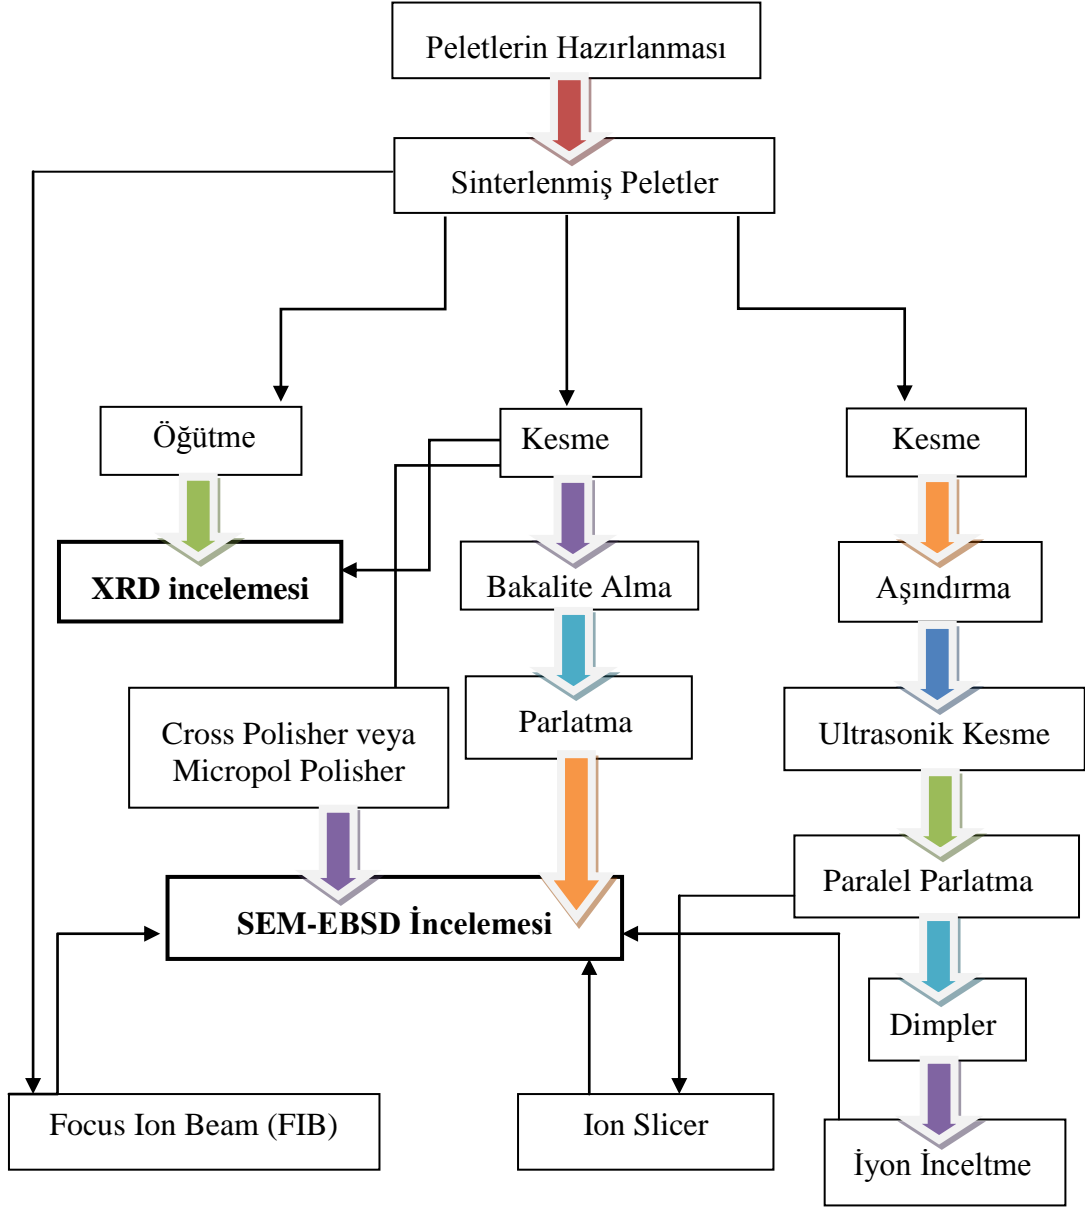 Peletlerin Hazırlanması
Sinterlenmiş Peletler
Öğütme
Kesme
Kesme
XRD incelemesi
Bakalite Alma
Aşındırma
Cross Polisher veya
Micropol Polisher
Parlatma
Ultrasonik Kesme
Paralel Parlatma
SEM-EBSD İncelemesi
Dimpler
Focus Ion Beam (FIB)
Ion Slicer
İyon İnceltme